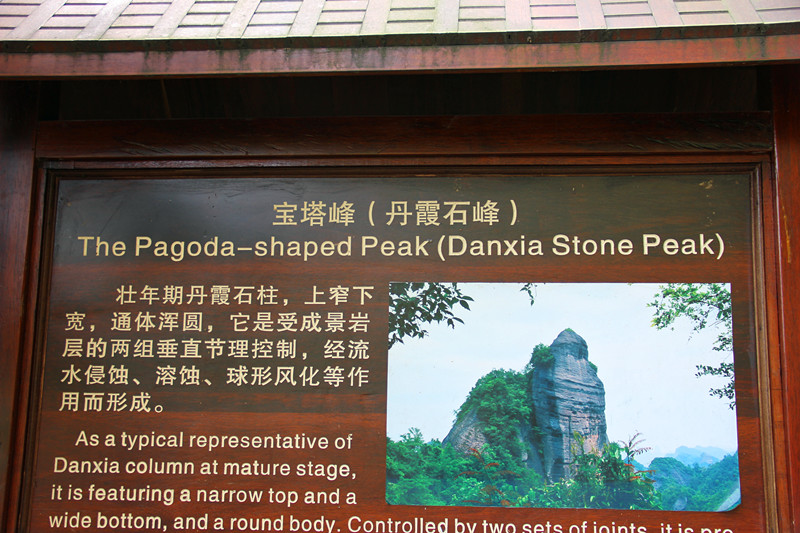 宝塔峰（丹霞石峰）
The Pagoda-shaped Peak (Danxia Stone Peak)
壮年期丹霞石柱，上窄下
宽，通体浑圆，它是受成景岩
层的两组垂直节理控制，经流
水侵蚀、溶蚀、球形风化等作
用而形成。
As a typical representative of
Danxia column at mature stage,
it is featuring a narrow top and a
wide bottom, and a round body. Controlled by two sets of joints, it is pro